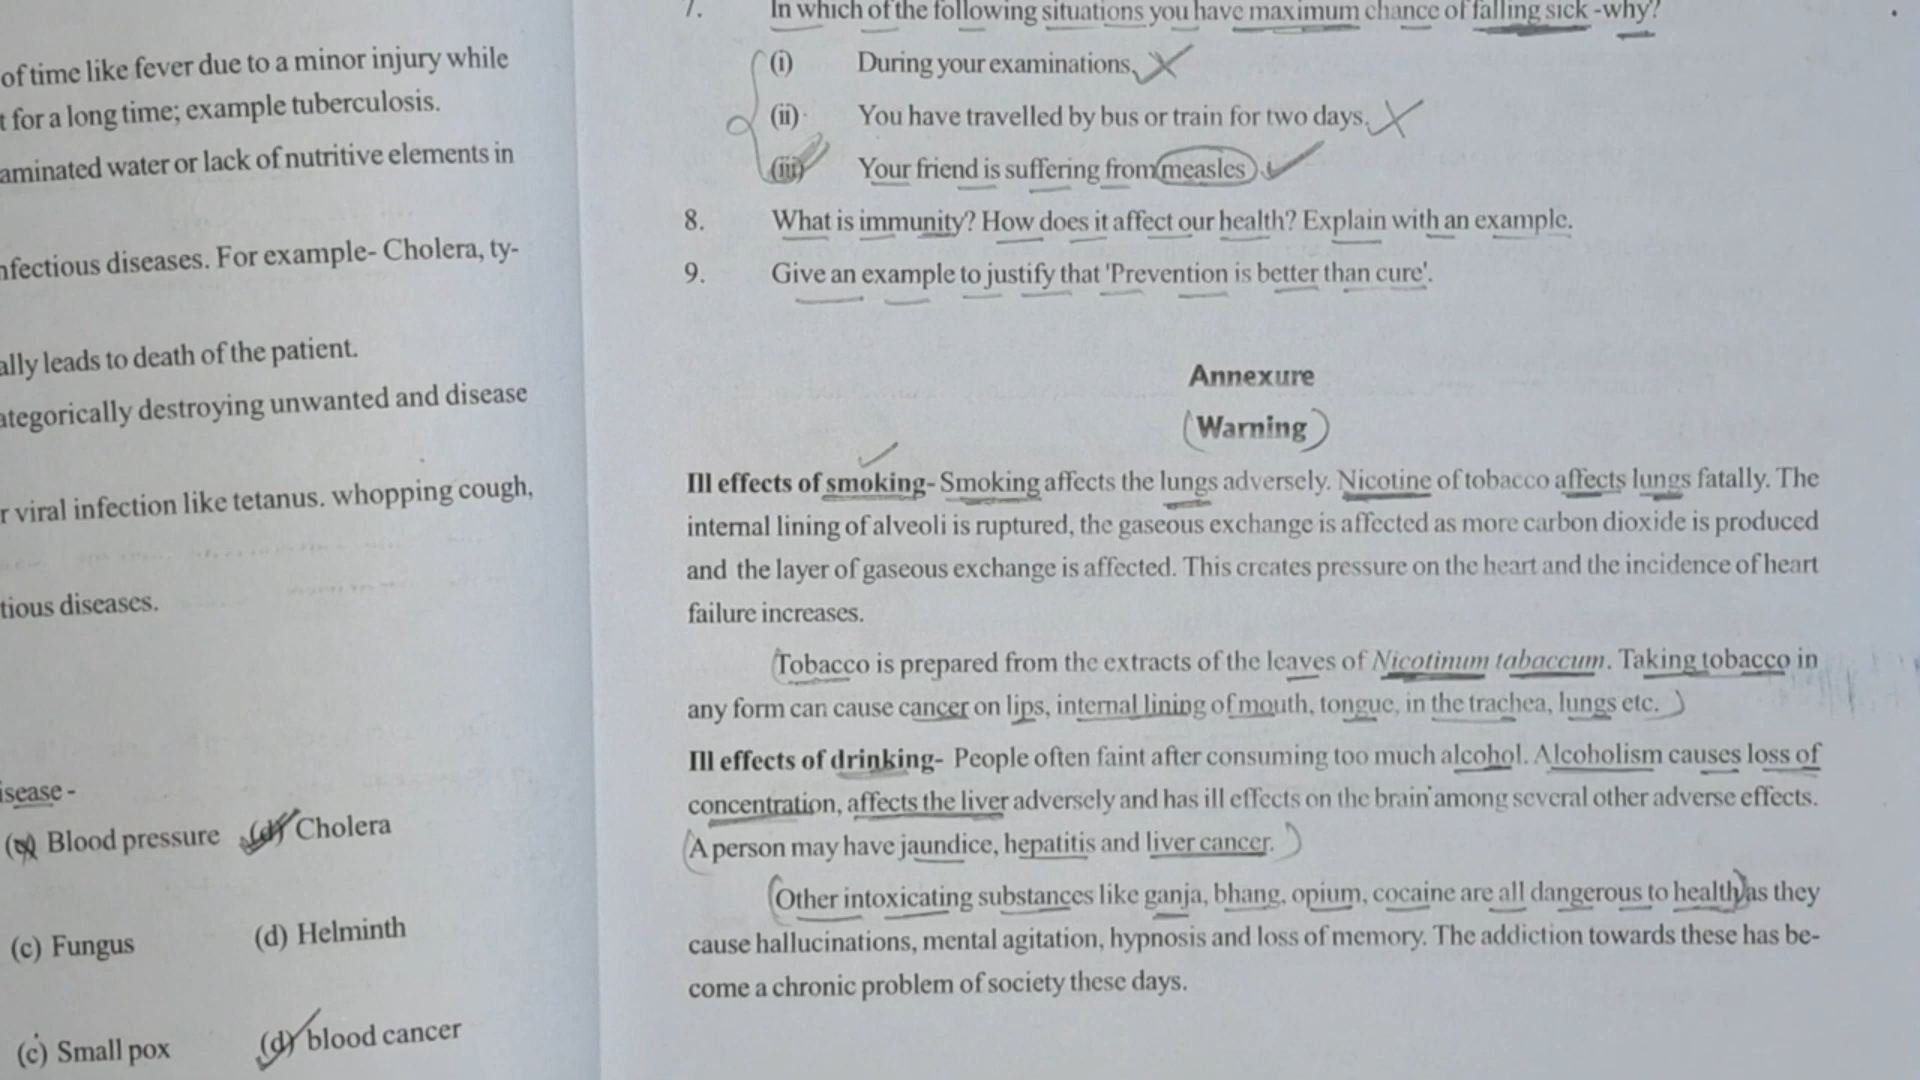 of time like fever due to a minor injury while
t for a long time; example tuberculosis.
aminated water or lack of nutritive elements in
nfectious diseases. For example- Cholera, ty-
ally leads to death of the patient.
ategorically destroying unwanted and disease
r viral infection like tetanus. whopping cough,
tious diseases.
isease -
Blood pressure (d) Cholera
(c) Fungus (d) Helminth
(c) Small pox (d) blood cancer
7. In which of the following situations you have maximum chance of falling sick -why?
(i) During your examinations.
(ii) You have travelled by bus or train for two days.
(iii) Your friend is suffering from measles.
8. What is immunity? How does it affect our health? Explain with an example.
9. Give an example to justify that 'Prevention is better than cure'.
Annexure
(Warning)
Ill effects of smoking- Smoking affects the lungs adversely. Nicotine of tobacco affects lungs fatally. The
internal lining of alveoli is ruptured, the gaseous exchange is affected as more carbon dioxide is produced
and the layer of gaseous exchange is affected. This creates pressure on the heart and the incidence of heart
failure increases.
Tobacco is prepared from the extracts of the leaves of Nicotinum tabaccum. Taking tobacco in
any form can cause cancer on lips, internal lining of mouth, tongue, in the trachea, lungs etc.
Ill effects of drinking- People often faint after consuming too much alcohol. Alcoholism causes loss of
concentration, affects the liver adversely and has ill effects on the brain among several other adverse effects.
A person may have jaundice, hepatitis and liver cancer.
Other intoxicating substances like ganja, bhang, opium, cocaine are all dangerous to health as they
cause hallucinations, mental agitation, hypnosis and loss of memory. The addiction towards these has be-
come a chronic problem of society these days.